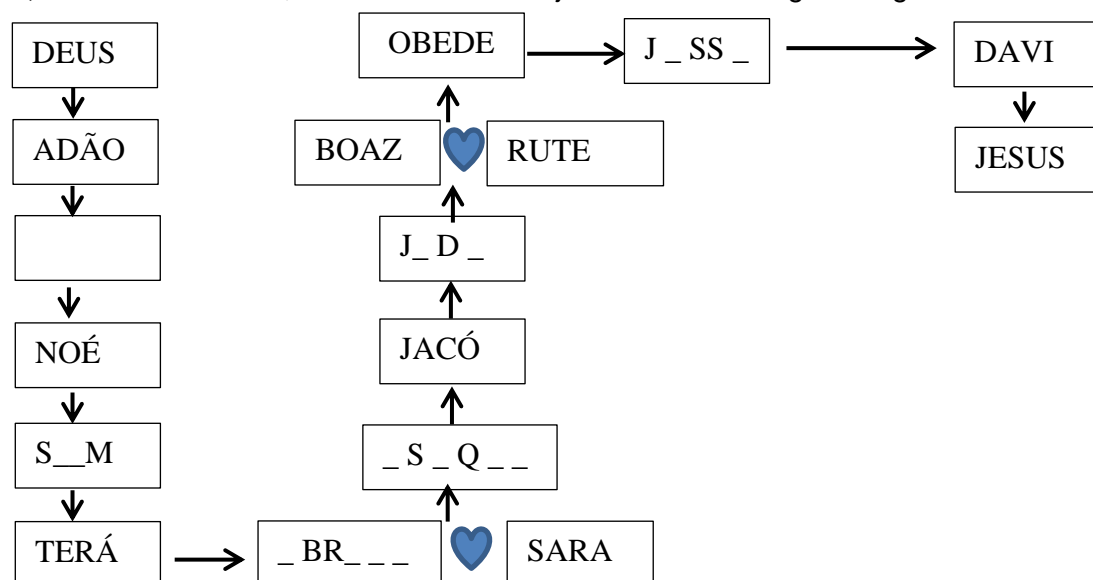 DEUS
ADÃO
NOÉ
S__M
TERÁ
_ BR_ _ _
SARA
_ S _ Q _ _
JACÓ
J_ D _
BOAZ
RUTE
OBEDE
J _ SS _
DAVI
JESUS